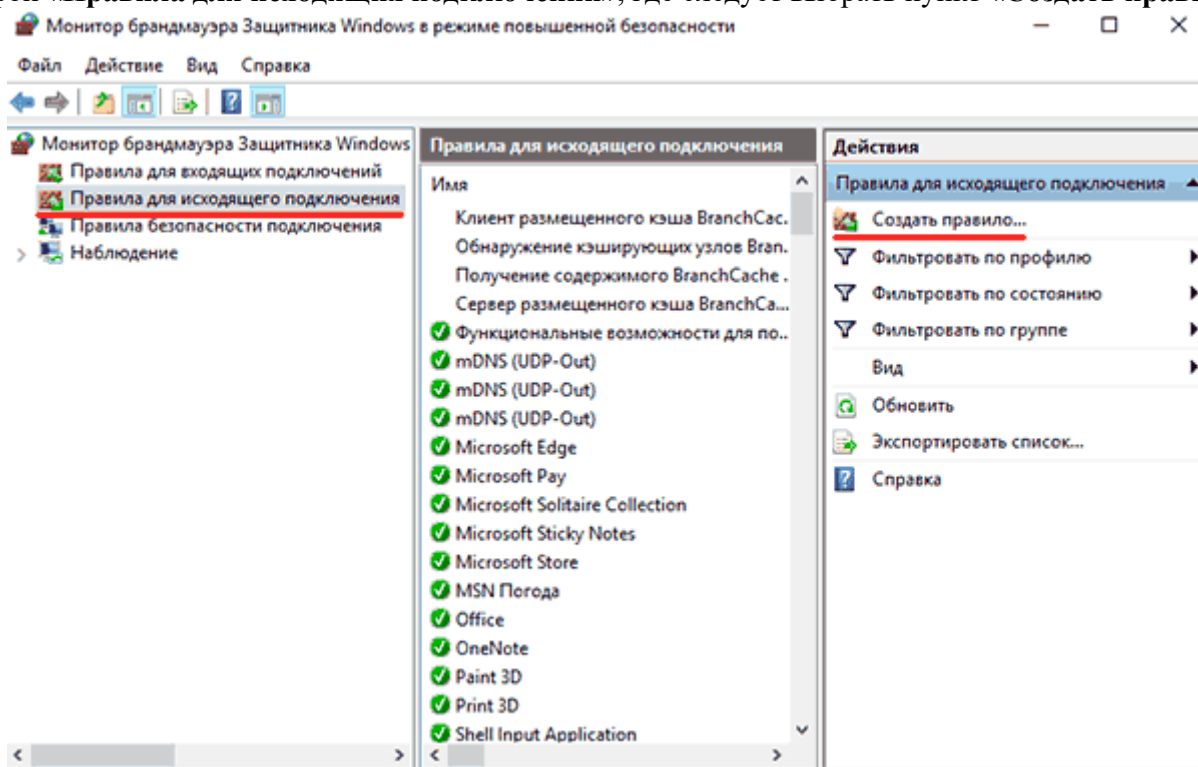 Монитор брандмауэра Защитника Windows в режиме повышенной безопасности
Файл Действие Вид Справка
Монитор брандмауэра Защитника Windows
Правила для входящих подключений
Правила для исходящего подключения
Правила безопасности подключения
Наблюдение
Правила для исходящего подключения
Имя
Клиент размещенного кэша BranchCac.
Обнаружение кэширующих узлов Bran.
Получение содержимого BranchCache .
Сервер размещенного кэша BranchCa...
Функциональные возможности для по..
mDNS (UDP-Out)
mDNS (UDP-Out)
mDNS (UDP-Out)
Microsoft Edge
Microsoft Pay
Microsoft Solitaire Collection
Microsoft Sticky Notes
Microsoft Store
MSN Погода
Office
OneNote
Paint 3D
Print 3D
Shell Input Application
Действия
Правила для исходящего подключения
Создать правило...
Фильтровать по профилю
Фильтровать по состоянию
Фильтровать по группе
Вид
Обновить
Экспортировать список...
Справка